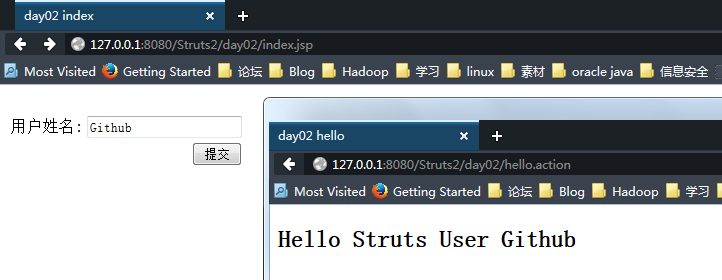 day02 index × +
127.0.0.1:8080/Struts2/day02/index.jsp
Most Visited Getting Started 论坛 Blog Hadoop 学习 linux 素材 oracle java 信息安全
用户姓名: Github
提交
day02 hello × +
127.0.0.1:8080/Struts2/day02/hello.action
Most Visited Getting Started 论坛 Blog Hadoop 学习
Hello Struts User Github